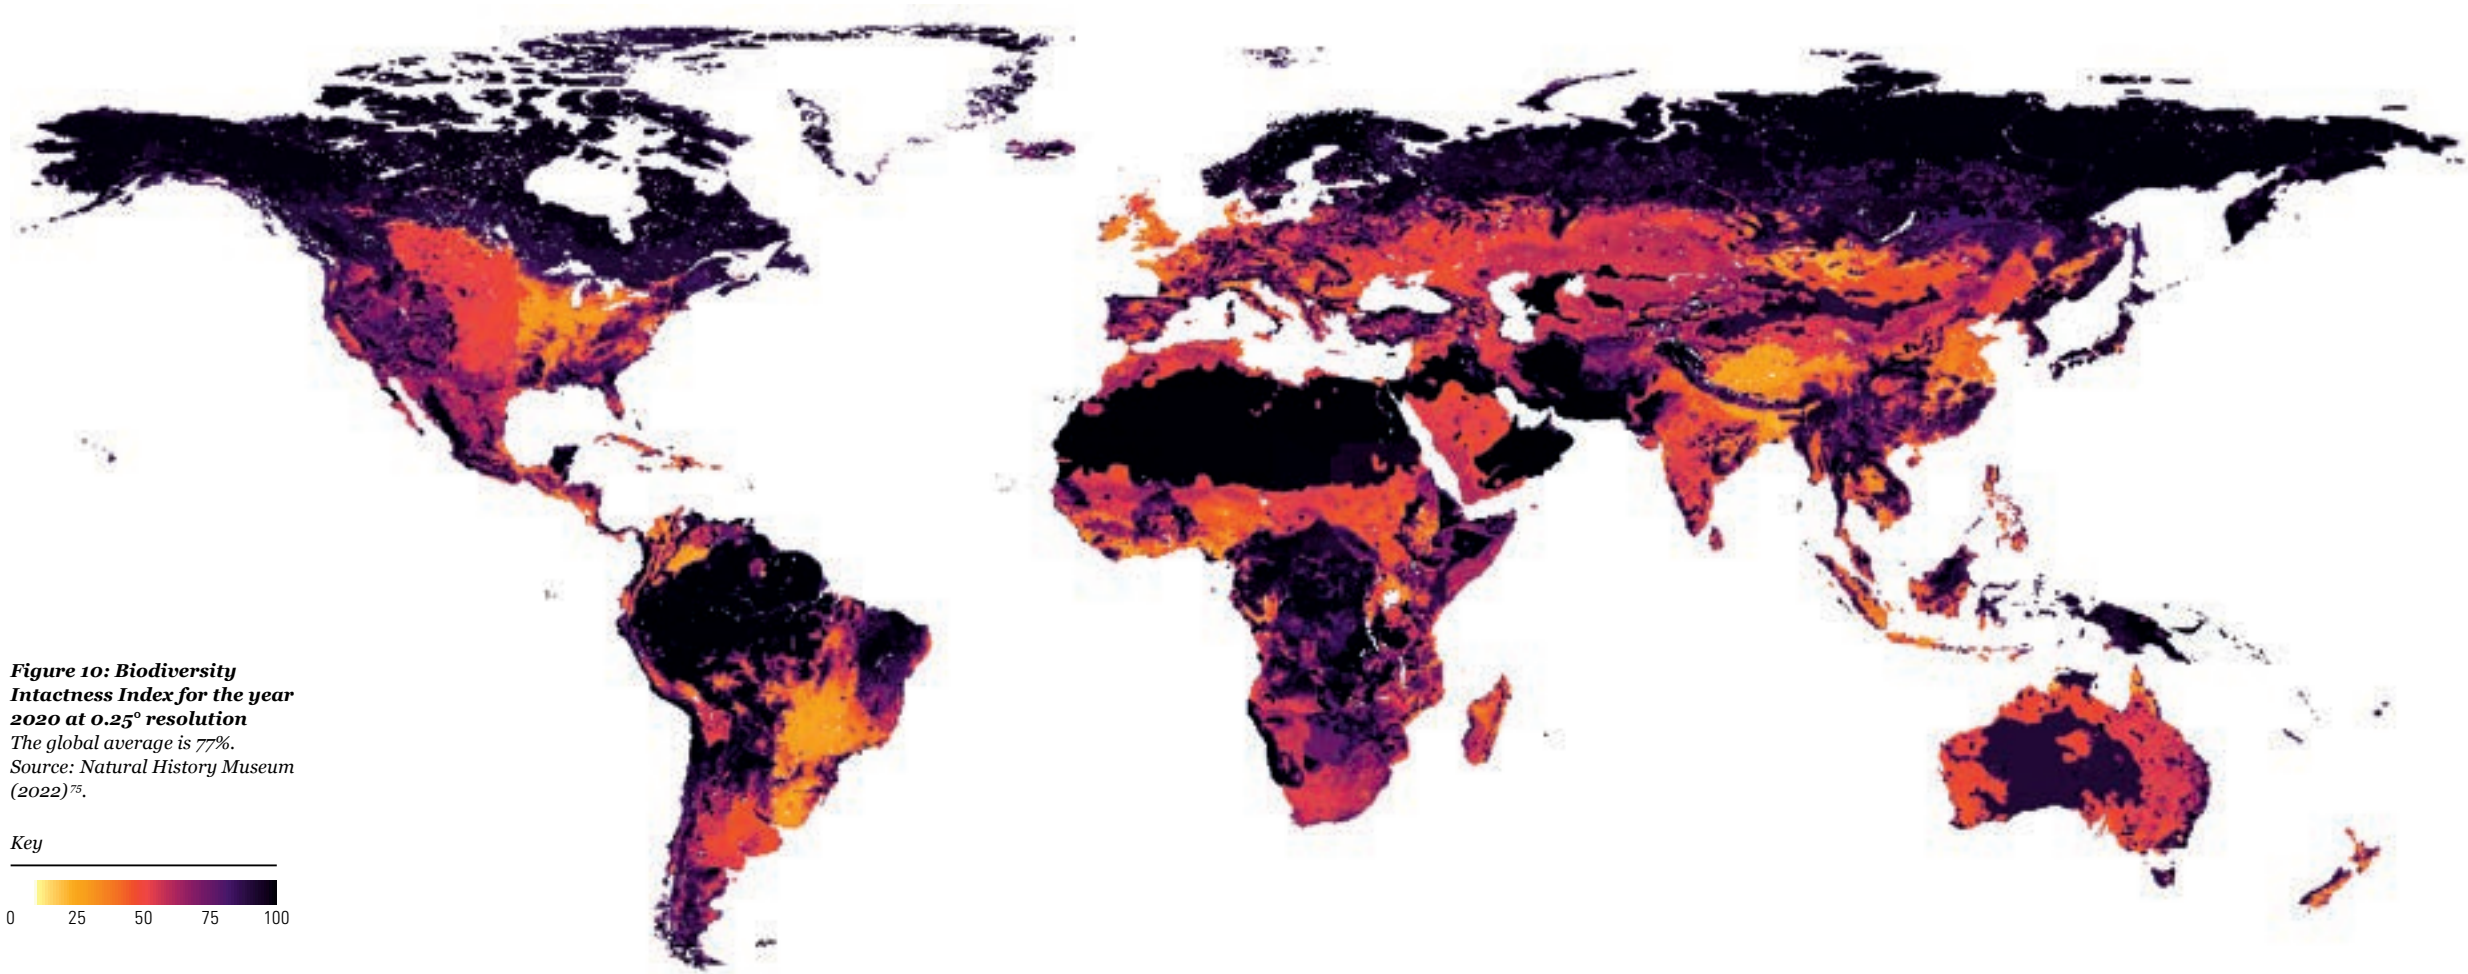 Figure 10: Biodiversity
Intactness Index for the year
2020 at 0.25° resolution
The global average is 77%.
Source: Natural History Museum
(2022)⁷⁵.
Key
0 25 50 75 100